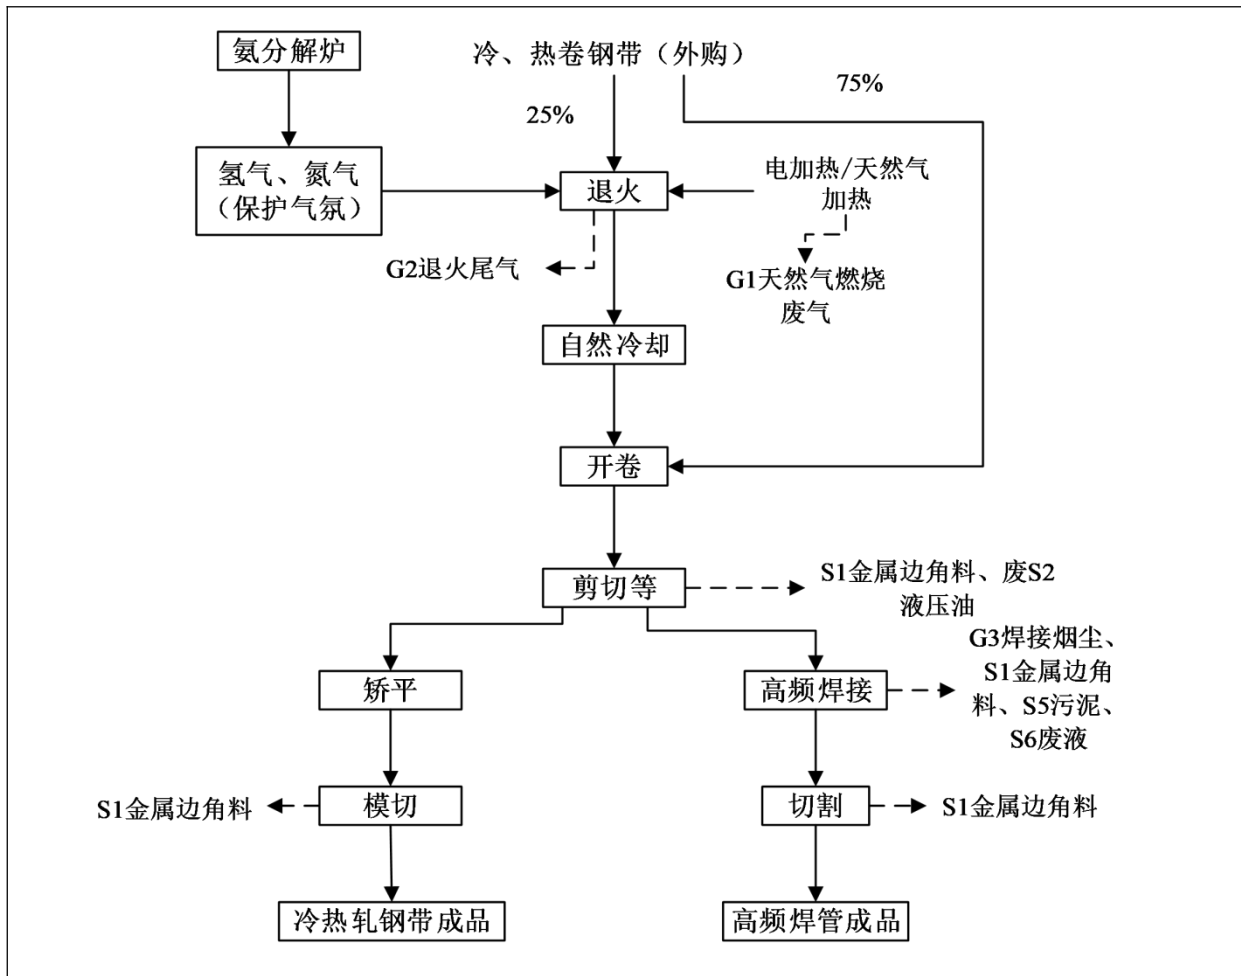 氨分解炉
冷、热卷钢带（外购）
25%
75%
氢气、氮气
（保护气氛）
退火
电加热/天然气
加热
G2退火尾气
G1天然气燃烧
废气
自然冷却
开卷
剪切等
S1金属边角料、废S2
液压油
矫平
高频焊接
G3焊接烟尘、
S1金属边角
料、S5污泥、
S6废液
S1金属边角料
模切
切割
S1金属边角料
冷热轧钢带成品
高频焊管成品